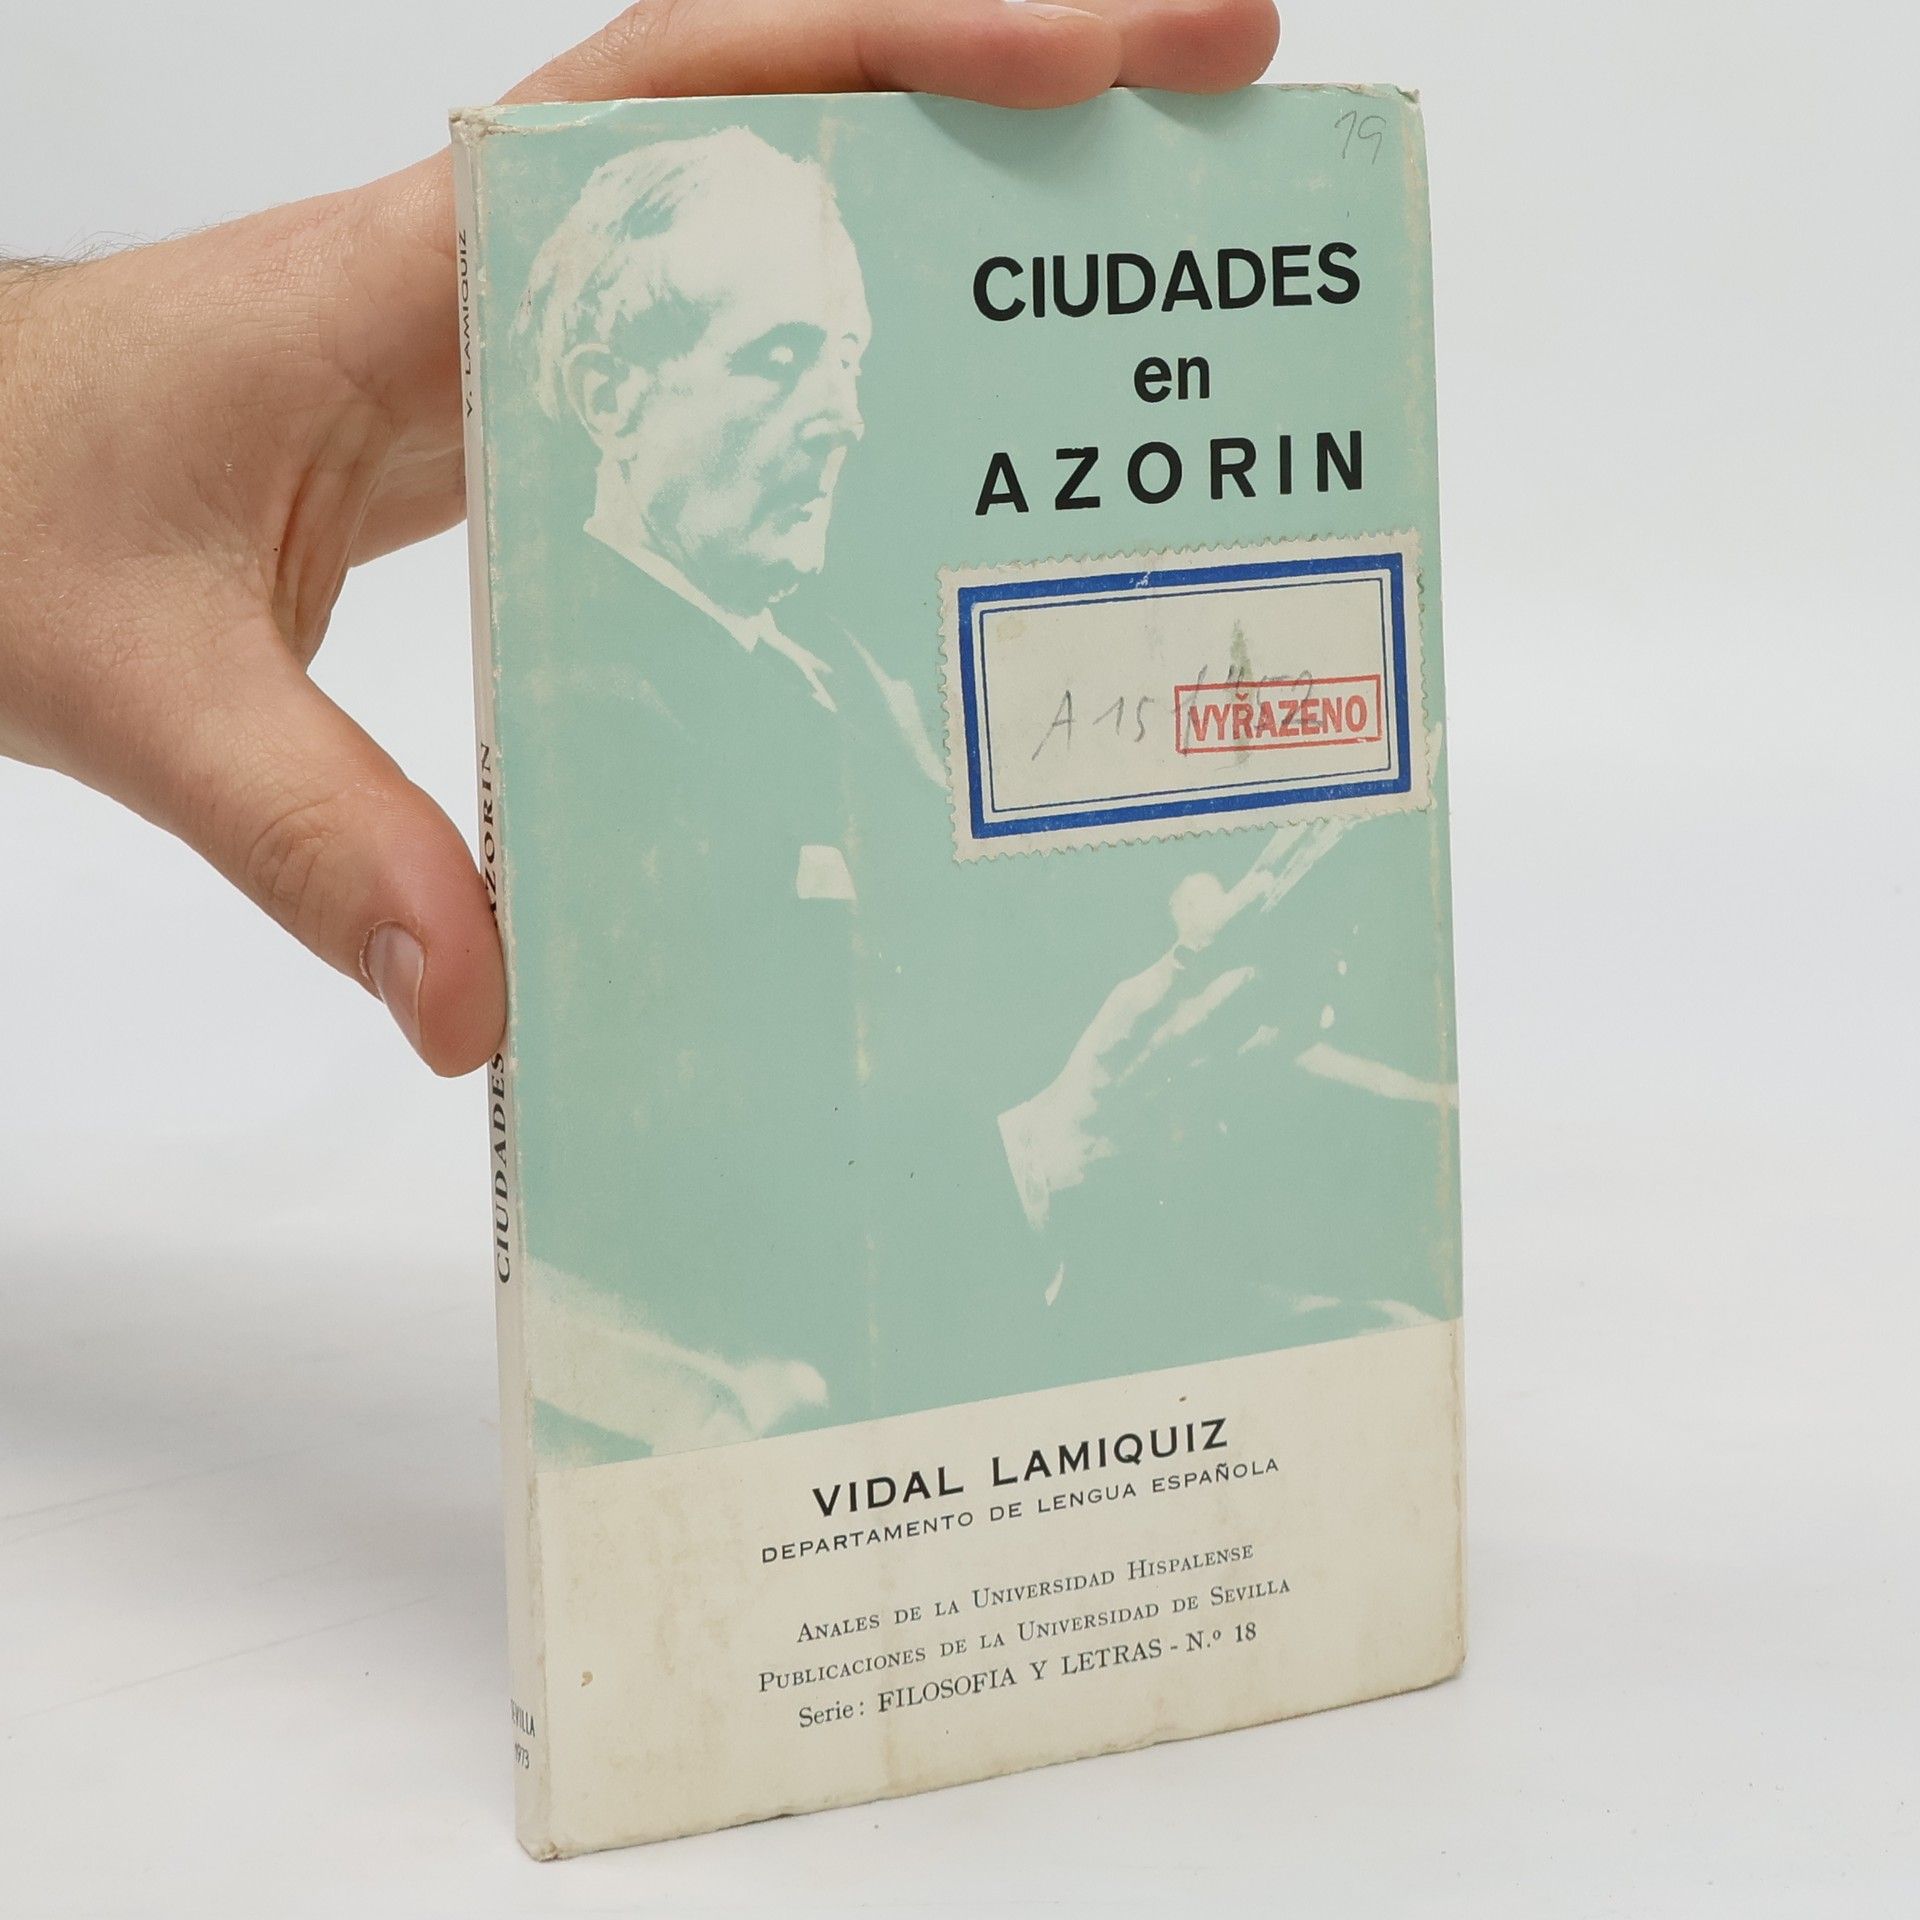 19
CIUDADES
en
AZORIN
VYŘAZENO
VIDAL LAMIQUIZ
DEPARTAMENTO DE LENGUA ESPAÑOLA
ANALES DE LA UNIVERSIDAD HISPALENSE
PUBLICACIONES DE LA UNIVERSIDAD DE SEVILLA
Serie: FILOSOFIA Y LETRAS - N.º 18
V. LAMIQUIZ
CIUDADES AZORIN
SEVILLA
1973